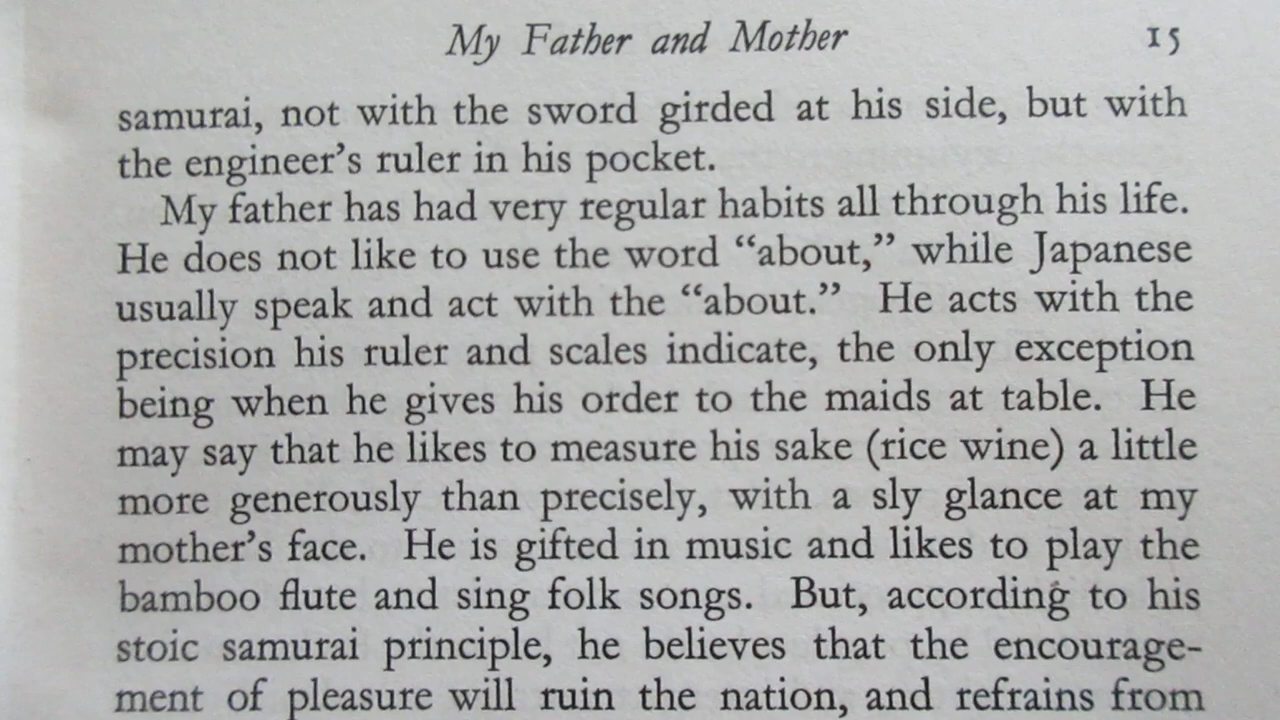 My Father and Mother 15
samurai, not with the sword girded at his side, but with
the engineer's ruler in his pocket.
My father has had very regular habits all through his life.
He does not like to use the word “about,” while Japanese
usually speak and act with the “about.” He acts with the
precision his ruler and scales indicate, the only exception
being when he gives his order to the maids at table. He
may say that he likes to measure his sake (rice wine) a little
more generously than precisely, with a sly glance at my
mother's face. He is gifted in music and likes to play the
bamboo flute and sing folk songs. But, according to his
stoic samurai principle, he believes that the encourage-
ment of pleasure will ruin the nation, and refrains from